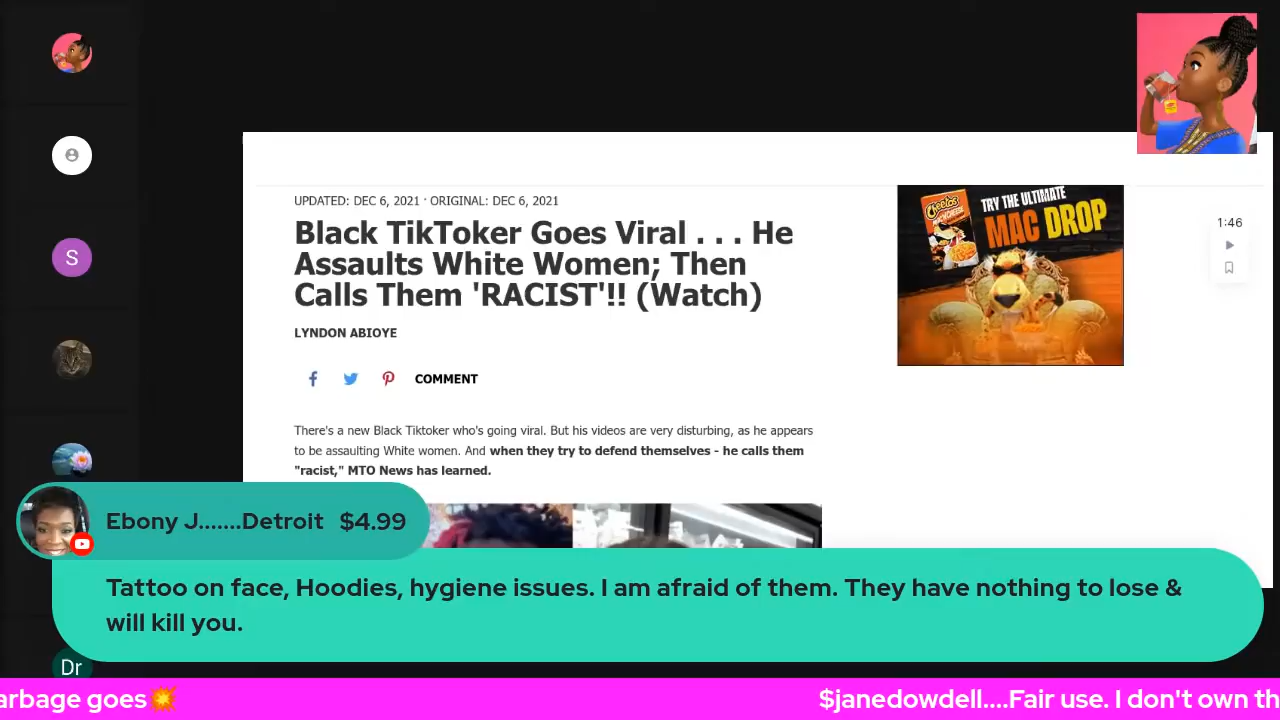 UPDATED: DEC 6, 2021 · ORIGINAL: DEC 6, 2021
Black TikToker Goes Viral . . . He
Assaults White Women; Then
Calls Them 'RACIST'!! (Watch)
LYNDON ABIOYE
COMMENT
There's a new Black Tiktoker who's going viral. But his videos are very disturbing, as he appears
to be assaulting White women. And when they try to defend themselves - he calls them
"racist," MTO News has learned.
Cheetos
TRY THE ULTIMATE
MAC DROP
1:46
S
Ebony J.......Detroit $4.99
Tattoo on face, Hoodies, hygiene issues. I am afraid of them. They have nothing to lose &
will kill you.
Dr
arbage goes💥 $janedowdell....Fair use. I don't own th